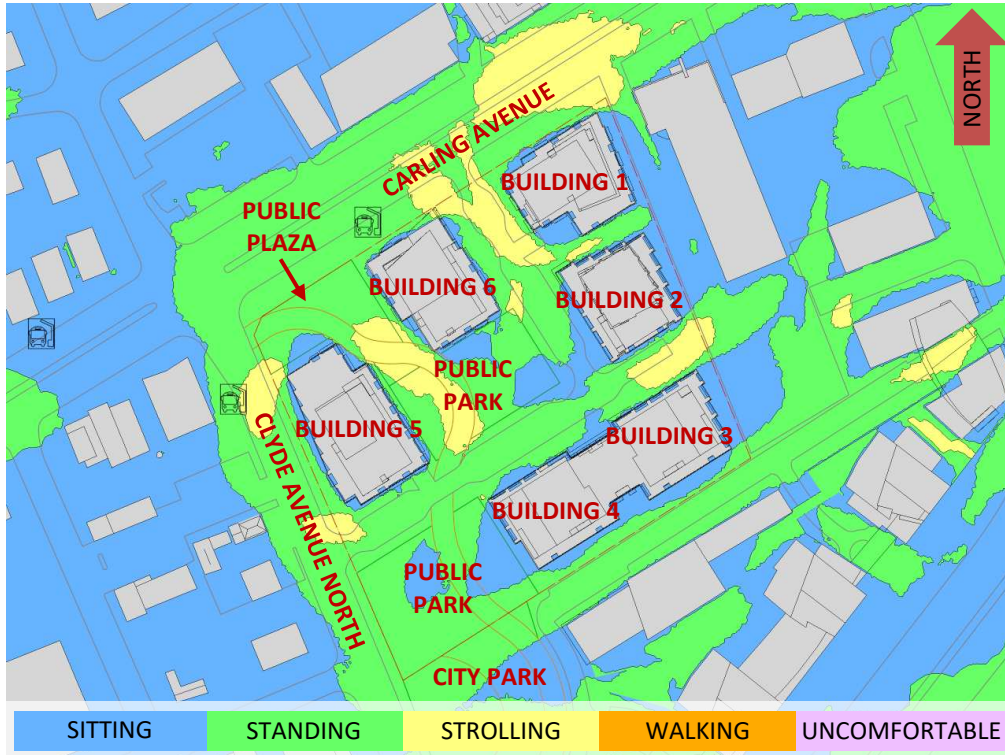 NORTH
CARLING AVENUE
BUILDING 1
PUBLIC
PLAZA
BUILDING 6
BUILDING 2
PUBLIC
PARK
CLYDE AVENUE NORTH
BUILDING 5
BUILDING 3
BUILDING 4
PUBLIC
PARK
CITY PARK
SITTING
STANDING
STROLLING
WALKING
UNCOMFORTABLE